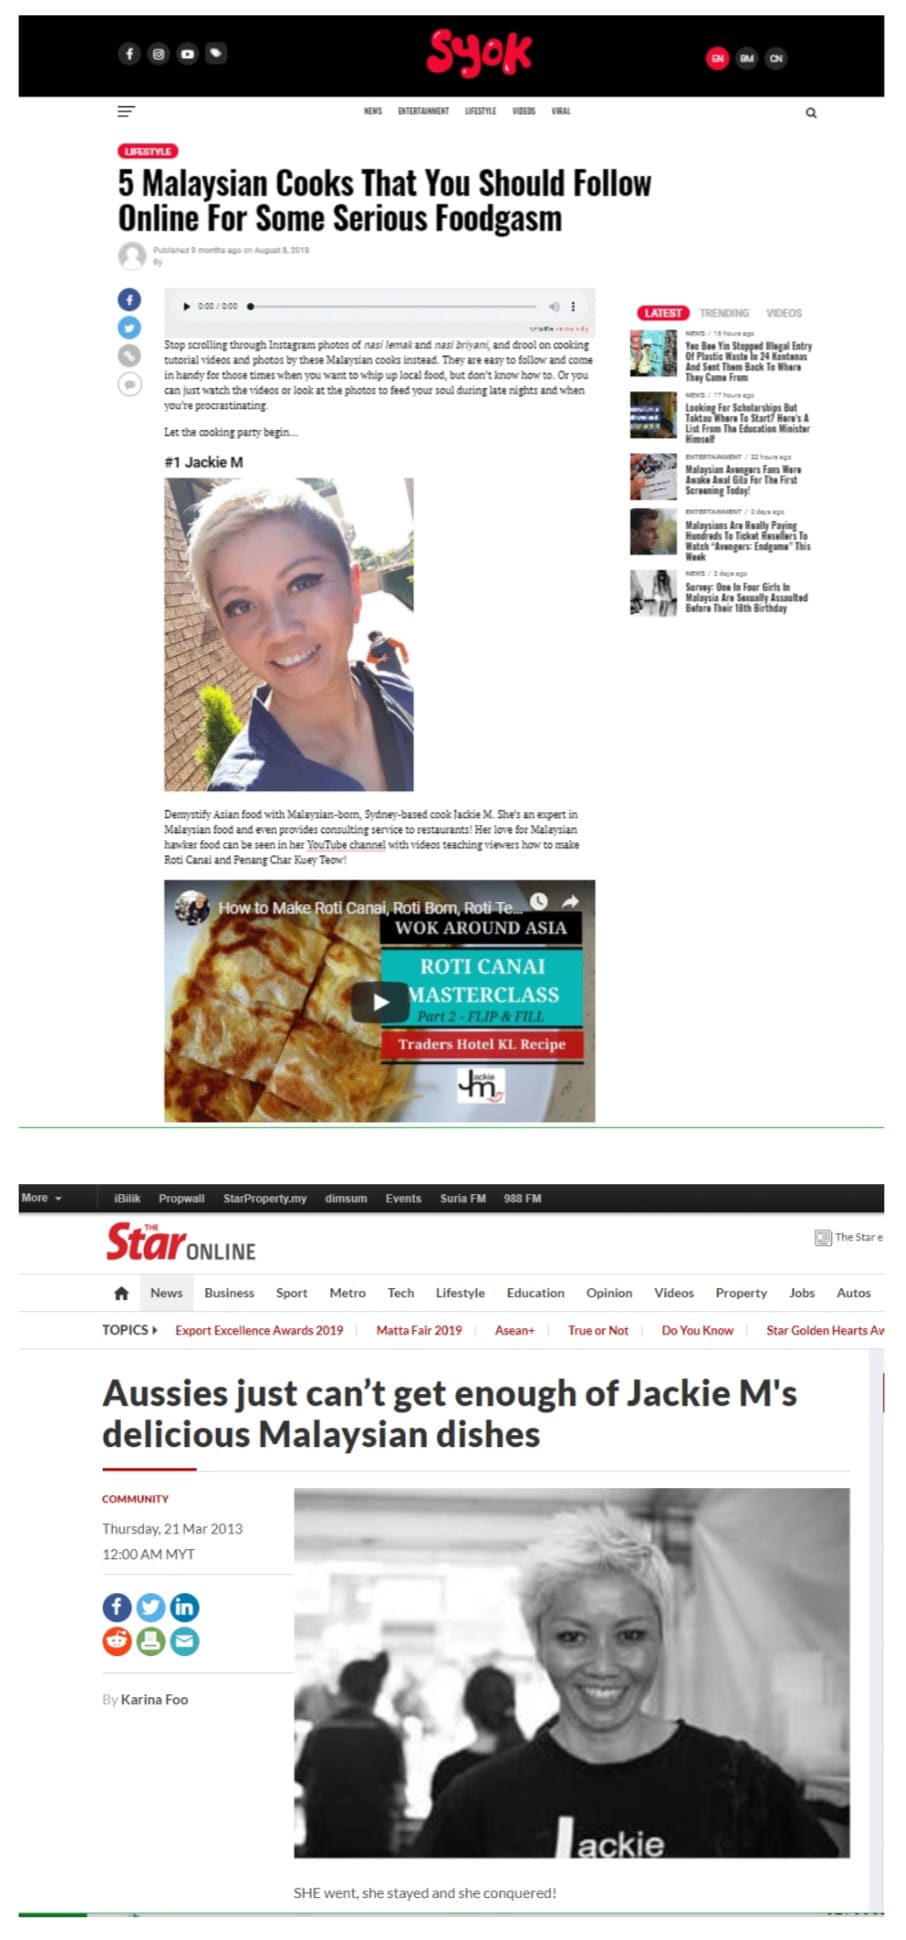 Syok
EN BM CN
NEWS ENTERTAINMENT LIFESTYLE VIDEOS VIRAL
LIFESTYLE
5 Malaysian Cooks That You Should Follow
Online For Some Serious Foodgasm
Published 9 months ago on August 8, 2018
By
0:00 / 0:00
Stop scrolling through Instagram photos of nasi lemak and nasi briyani, and drool on cooking
tutorial videos and photos by these Malaysian cooks instead. They are easy to follow and come
in handy for those times when you want to whip up local food, but don't know how to. Or you
can just watch the videos or look at the photos to feed your soul during late nights and when
you're procrastinating.
Let the cooking party begin...
#1 Jackie M
Demystify Asian food with Malaysian-born, Sydney-based cook Jackie M. She's an expert in
Malaysian food and even provides consulting service to restaurants! Her love for Malaysian
hawker food can be seen in her YouTube channel with videos teaching viewers how to make
Roti Canai and Penang Char Kuey Teow!
How to Make Roti Canai, Roti Bom, Roti Te...
WOK AROUND ASIA
ROTI CANAI
MASTERCLASS
Part 2 - FLIP & FILL
Traders Hotel KL Recipe
Jackie
M
LATEST TRENDING VIDEOS
NEWS / 16 hours ago
Yeo Bee Yin Stopped Illegal Entry
Of Plastic Waste In 24 Kontenas
And Sent Them Back To Where
They Came From
NEWS / 17 hours ago
Looking For Scholarships But
Taktau Where To Start? Here's A
List From The Education Minister
Himself
ENTERTAINMENT / 22 hours ago
Malaysian Avengers Fans Were
Awake Awal Gila For The First
Screening Today!
ENTERTAINMENT / 2 days ago
Malaysians Are Really Paying
Hundreds To Ticket Resellers To
Watch "Avengers: Endgame" This
Week
NEWS / 2 days ago
Survey: One In Four Girls In
Malaysia Are Sexually Assaulted
Before Their 18th Birthday
More iBilik Propwall StarProperty.my dimsum Events Suria FM 988 FM
THE Star ONLINE
The Star e
News Business Sport Metro Tech Lifestyle Education Opinion Videos Property Jobs Autos
TOPICS Export Excellence Awards 2019 Matta Fair 2019 Asean+ True or Not Do You Know Star Golden Hearts Aw
Aussies just can't get enough of Jackie M's
delicious Malaysian dishes
COMMUNITY
Thursday, 21 Mar 2013
12:00 AM MYT
By Karina Foo
Jackie
SHE went, she stayed and she conquered!